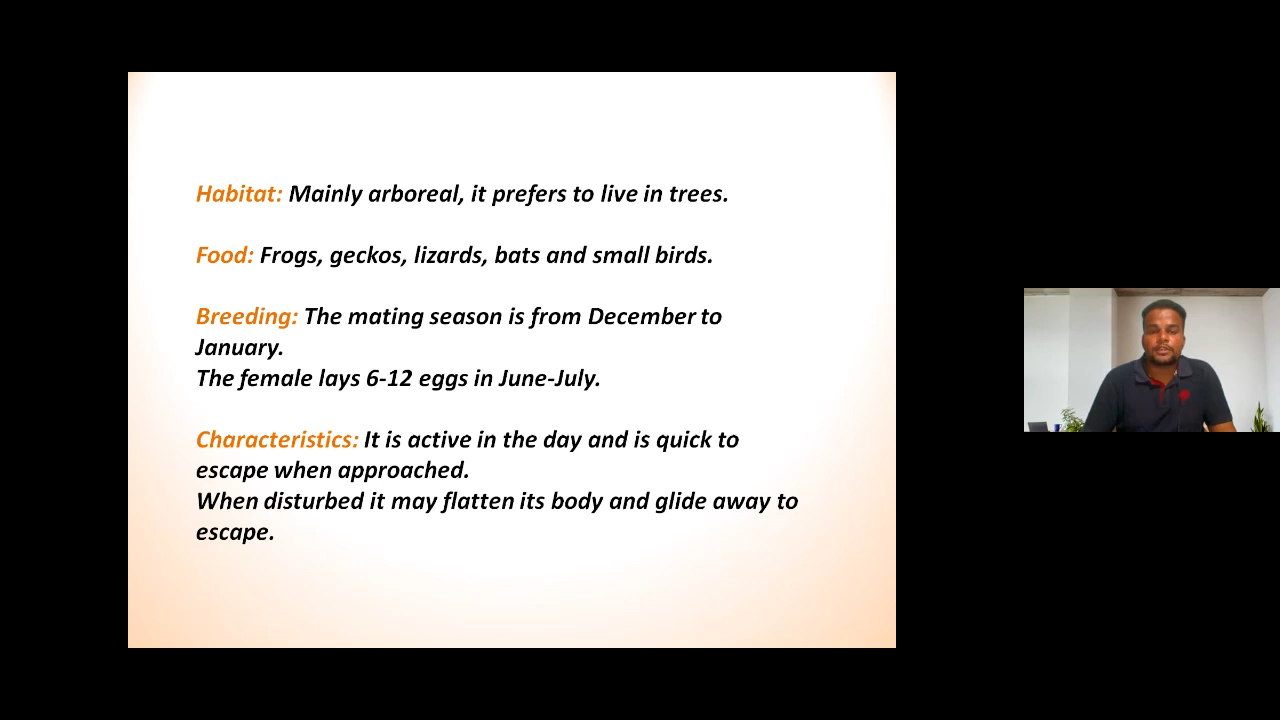 Habitat: Mainly arboreal, it prefers to live in trees.
Food: Frogs, geckos, lizards, bats and small birds.
Breeding: The mating season is from December to
January.
The female lays 6-12 eggs in June-July.
Characteristics: It is active in the day and is quick to
escape when approached.
When disturbed it may flatten its body and glide away to
escape.